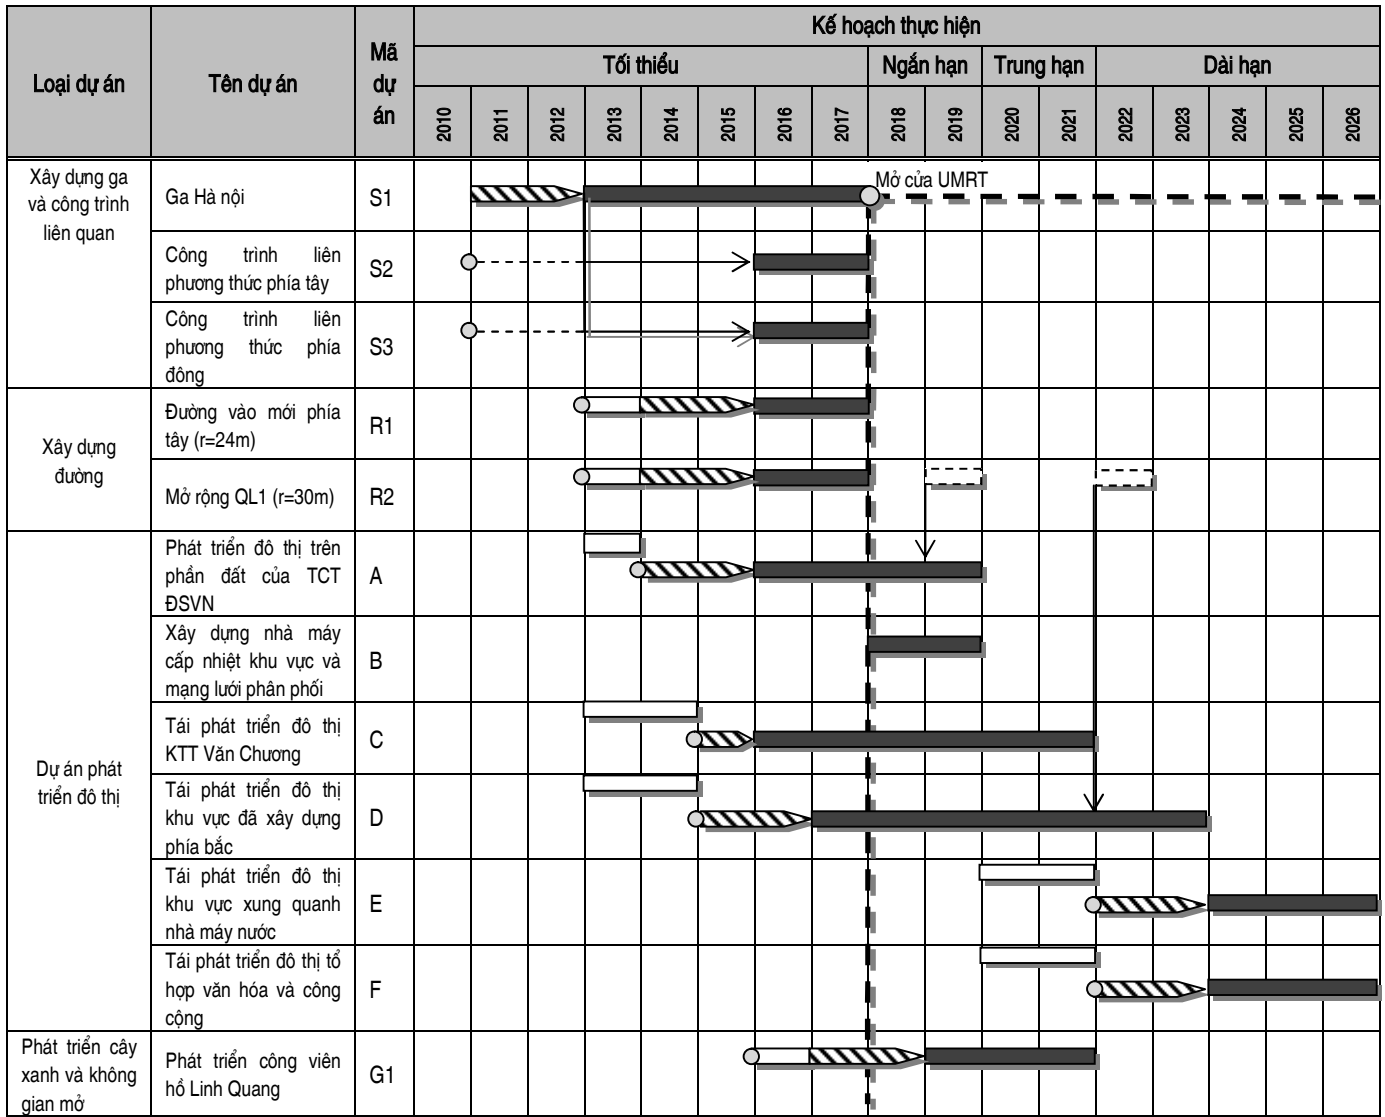 Kế hoạch thực hiện
Loại dự án
Tên dự án
Mã
dự
án
Tối thiểu
Ngắn hạn
Trung hạn
Dài hạn
2010
2011
2012
2013
2014
2015
2016
2017
2018
2019
2020
2021
2022
2023
2024
2025
2026
Xây dựng ga
và công trình
liên quan
Ga Hà nội
S1
Mở cửa UMRT
Công trình liên
phương thức phía tây
S2
Công trình liên
phương thức phía
đông
S3
Xây dựng
đường
Đường vào mới phía
tây (r=24m)
R1
Mở rộng QL1 (r=30m)
R2
Dự án phát
triển đô thị
Phát triển đô thị trên
phần đất của TCT
ĐSVN
A
Xây dựng nhà máy
cấp nhiệt khu vực và
mạng lưới phân phối
B
Tái phát triển đô thị
KTT Văn Chương
C
Tái phát triển đô thị
khu vực đã xây dựng
phía bắc
D
Tái phát triển đô thị
khu vực xung quanh
nhà máy nước
E
Tái phát triển đô thị tổ
hợp văn hóa và công
cộng
F
Phát triển cây
xanh và không
gian mở
Phát triển công viên
hồ Linh Quang
G1